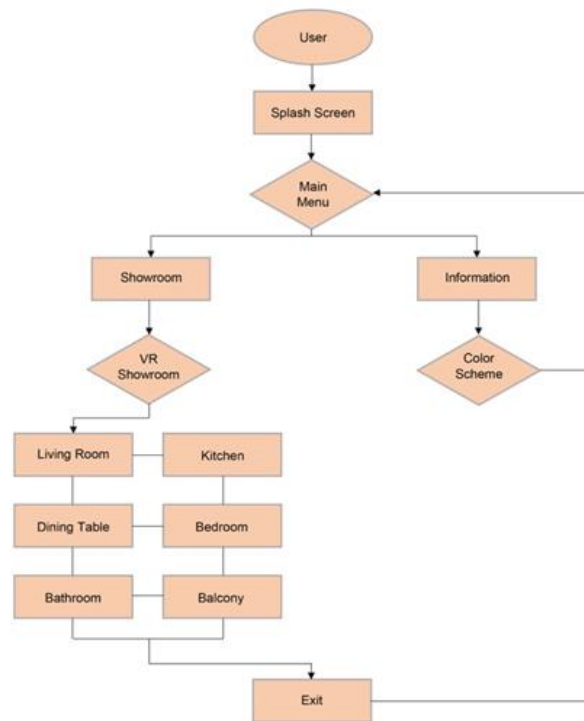 User
Splash Screen
Main
Menu
Showroom
Information
VR
Showroom
Color
Scheme
Living Room
Kitchen
Dining Table
Bedroom
Bathroom
Balcony
Exit